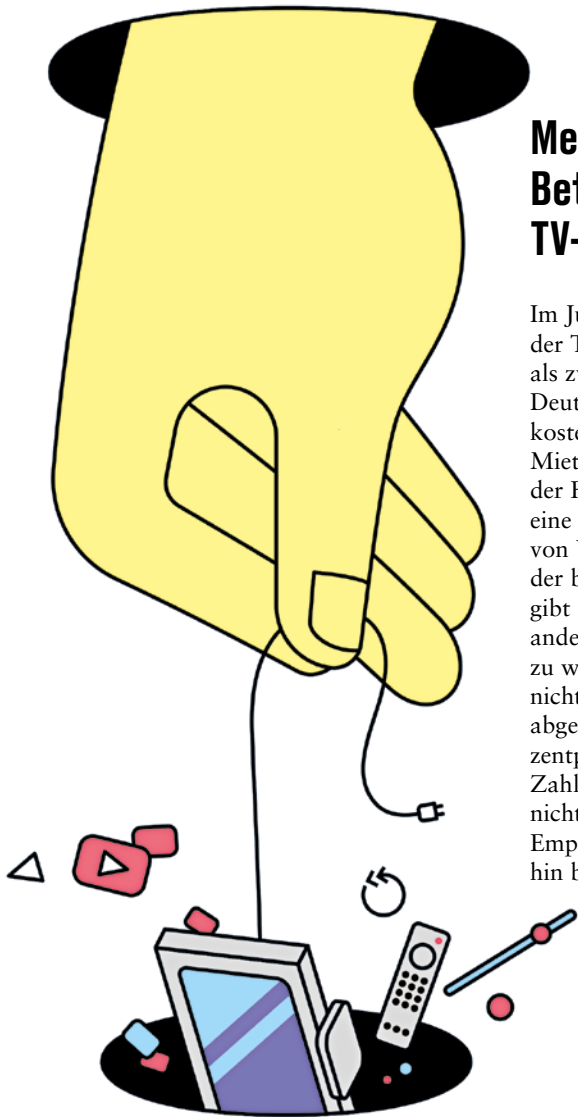 Me
Bet
TV-
Im Ju
der T
als zw
Deut
koste
Miet
der
eine
von
der b
gibt
ande
zu w
nicht
abge
zentp
Zahl
nicht
Emp
hin b